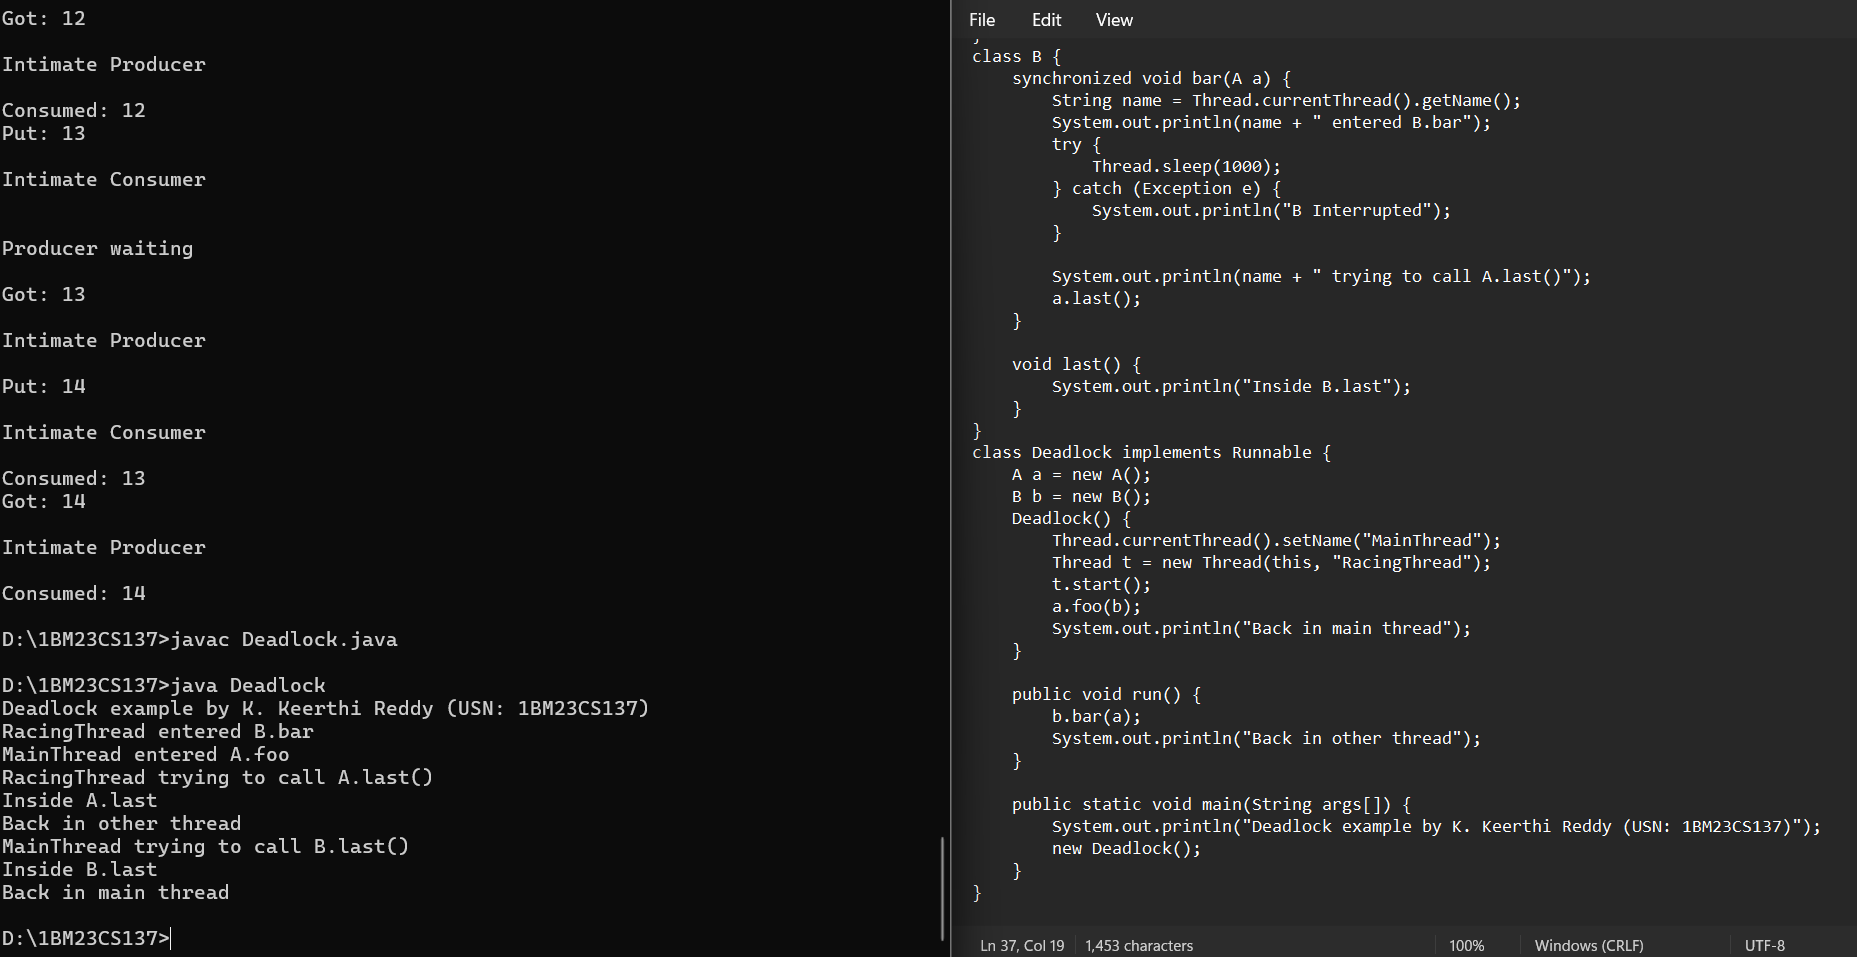 Got: 12
Intimate Producer
Consumed: 12
Put: 13
Intimate Consumer
Producer waiting
Got: 13
Intimate Producer
Put: 14
Intimate Consumer
Consumed: 13
Got: 14
Intimate Producer
Consumed: 14
D:\1BM23CS137>javac Deadlock.java
D:\1BM23CS137>java Deadlock
Deadlock example by K. Keerthi Reddy (USN: 1BM23CS137)
RacingThread entered B.bar
MainThread entered A.foo
RacingThread trying to call A.last()
Inside A.last
Back in other thread
MainThread trying to call B.last()
Inside B.last
Back in main thread
D:\1BM23CS137>
File Edit View
}
class B {
    synchronized void bar(A a) {
        String name = Thread.currentThread().getName();
        System.out.println(name + " entered B.bar");
        try {
            Thread.sleep(1000);
        } catch (Exception e) {
            System.out.println("B Interrupted");
        }
        System.out.println(name + " trying to call A.last()");
        a.last();
    }
    void last() {
        System.out.println("Inside B.last");
    }
}
class Deadlock implements Runnable {
    A a = new A();
    B b = new B();
    Deadlock() {
        Thread.currentThread().setName("MainThread");
        Thread t = new Thread(this, "RacingThread");
        t.start();
        a.foo(b);
        System.out.println("Back in main thread");
    }
    public void run() {
        b.bar(a);
        System.out.println("Back in other thread");
    }
    public static void main(String args[]) {
        System.out.println("Deadlock example by K. Keerthi Reddy (USN: 1BM23CS137)");
        new Deadlock();
    }
}
Ln 37, Col 19 1,453 characters 100% Windows (CRLF) UTF-8